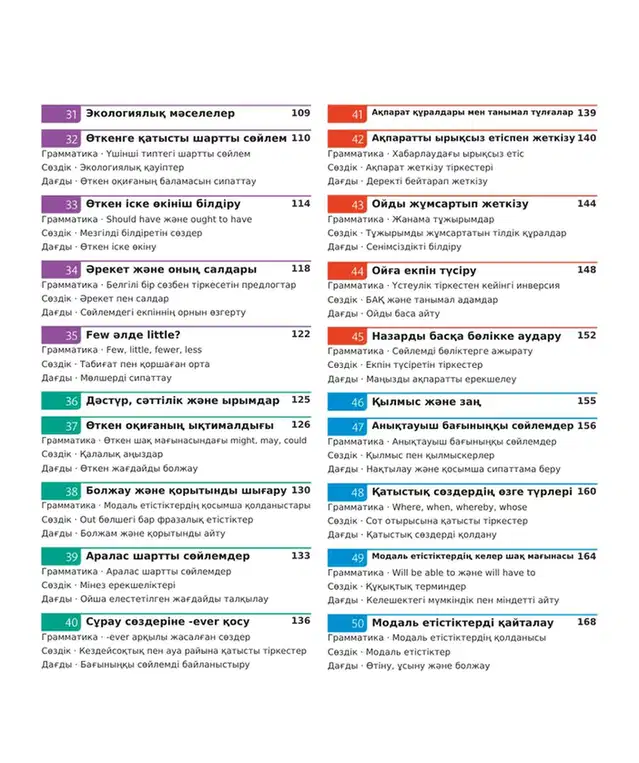 31 Экологиялық мәселелер 109
32 Өткенге қатысты шартты сөйлем 110
Грамматика · Үшінші типтегі шартты сөйлем
Сөздік · Экологиялық қауіптер
Дағды · Өткен оқиғаның баламасын сипаттау
33 Өткен іске өкініш білдіру 114
Грамматика · Should have және ought to have
Сөздік · Мезгілді білдіретін сөздер
Дағды · Өткен іске өкіну
34 Әрекет және оның салдары 118
Грамматика · Белгілі бір сөзбен тіркесетін предлогтар
Сөздік · Әрекет пен салдар
Дағды · Сөйлемдегі екпіннің орнын өзгерту
35 Few әлде little? 122
Грамматика · Few, little, fewer, less
Сөздік · Табиғат пен қоршаған орта
Дағды · Мөлшерді сипаттау
36 Дәстүр, сәттілік және ырымдар 125
37 Өткен оқиғаның ықтималдығы 126
Грамматика · Өткен шақ мағынасындағы might, may, could
Сөздік · Қалалық аңыздар
Дағды · Өткен жағдайды болжау
38 Болжау және қорытынды шығару 130
Грамматика · Модаль етістіктердің қосымша қолданыстары
Сөздік · Out бөлшегі бар фразалық етістіктер
Дағды · Болжам және қорытынды айту
39 Аралас шартты сөйлемдер 133
Грамматика · Аралас шартты сөйлемдер
Сөздік · Мінез ерекшеліктері
Дағды · Ойша елестетілген жағдайды талқылау
40 Сұрау сөздеріне -ever қосу 136
Грамматика · -ever арқылы жасалған сөздер
Сөздік · Кездейсоқтық пен ауа райына қатысты тіркестер
Дағды · Бағыныңқы сөйлемді байланыстыру
41 Ақпарат құралдары мен танымал тұлғалар 139
42 Ақпаратты ырықсыз етіспен жеткізу 140
Грамматика · Хабарлаудағы ырықсыз етіс
Сөздік · Ақпарат жеткізу тіркестері
Дағды · Деректі бейтарап жеткізу
43 Ойды жұмсартып жеткізу 144
Грамматика · Жанама тұжырымдар
Сөздік · Тұжырымды жұмсартатын тілдік құралдар
Дағды · Сенімсіздікті білдіру
44 Ойға екпін түсіру 148
Грамматика · Үстеулік тіркестен кейінгі инверсия
Сөздік · БАҚ және танымал адамдар
Дағды · Ойды баса айту
45 Назарды басқа бөлікке аудару 152
Грамматика · Сөйлемді бөліктерге ажырату
Сөздік · Екпін түсіретін тіркестер
Дағды · Маңызды ақпаратты ерекшелеу
46 Қылмыс және заң 155
47 Анықтауыш бағыныңқы сөйлемдер 156
Грамматика · Анықтауыш бағыныңқы сөйлемдер
Сөздік · Қылмыс пен қылмыскерлер
Дағды · Нақтылау және қосымша сипаттама беру
48 Қатыстық сөздердің өзге түрлері 160
Грамматика · Where, when, whereby, whose
Сөздік · Сот отырысына қатысты тіркестер
Дағды · Қатыстық сөздерді қолдану
49 Модаль етістіктердің келер шақ мағынасы 164
Грамматика · Will be able to және will have to
Сөздік · Құқықтық терминдер
Дағды · Келешектегі мүмкіндік пен міндетті айту
50 Модаль етістіктерді қайталау 168
Грамматика · Модаль етістіктердің қолданысы
Сөздік · Модаль етістіктер
Дағды · Өтіну, ұсыну және болжау